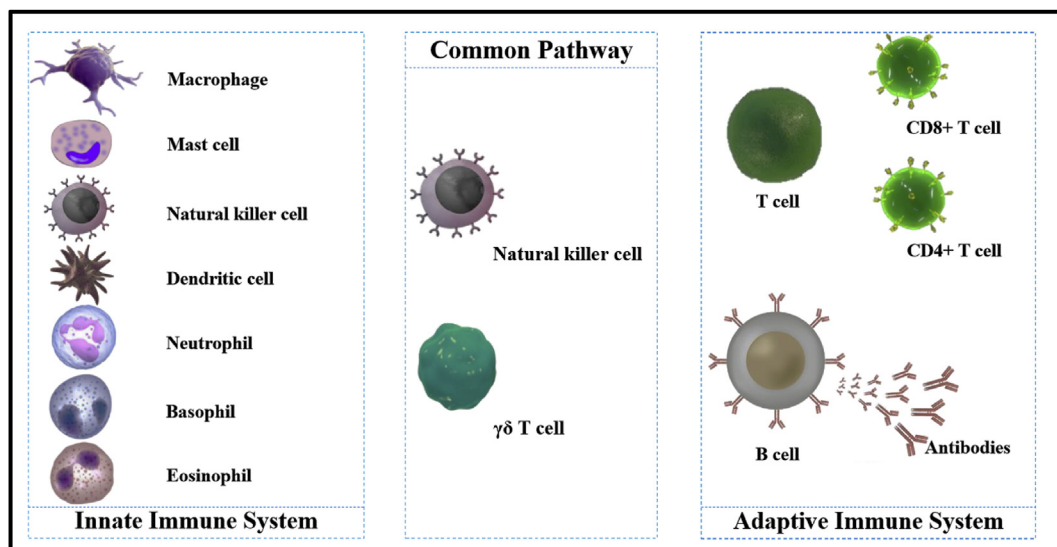 Macrophage
Mast cell
Natural killer cell
Dendritic cell
Neutrophil
Basophil
Eosinophil
Innate Immune System
Common Pathway
Natural killer cell
γδ T cell
CD8+ T cell
T cell
CD4+ T cell
B cell
Antibodies
Adaptive Immune System